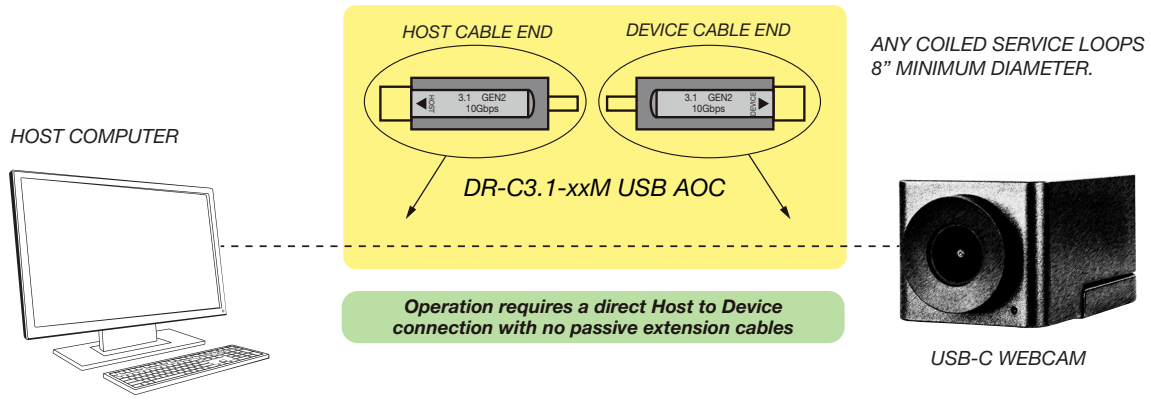 HOST CABLE END
DEVICE CABLE END
ANY COILED SERVICE LOOPS
8” MINIMUM DIAMETER.
HOST
3.1 GEN2
10Gbps
3.1 GEN2
10Gbps
DEVICE
HOST COMPUTER
DR-C3.1-xxM USB AOC
Operation requires a direct Host to Device
connection with no passive extension cables
USB-C WEBCAM